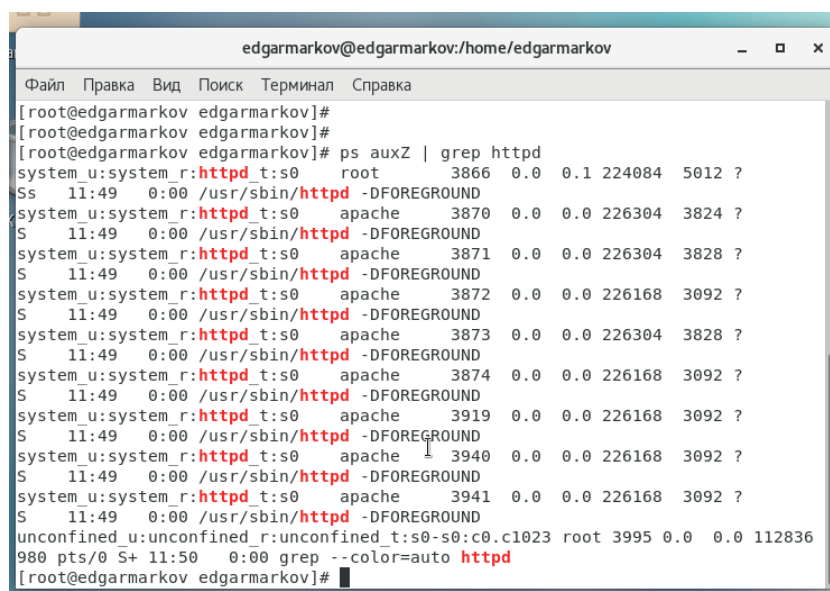 edgarmarkov@edgarmarkov:/home/edgarmarkov
Файл Правка Вид Поиск Терминал Справка
[root@edgarmarkov edgarmarkov]#
[root@edgarmarkov edgarmarkov]#
[root@edgarmarkov edgarmarkov]# ps auxZ | grep httpd
system_u:system_r:httpd_t:s0    root       3866  0.0  0.1 224084  5012 ?
Ss   11:49   0:00 /usr/sbin/httpd -DFOREGROUND
system_u:system_r:httpd_t:s0    apache     3870  0.0  0.0 226304  3824 ?
S    11:49   0:00 /usr/sbin/httpd -DFOREGROUND
system_u:system_r:httpd_t:s0    apache     3871  0.0  0.0 226304  3828 ?
S    11:49   0:00 /usr/sbin/httpd -DFOREGROUND
system_u:system_r:httpd_t:s0    apache     3872  0.0  0.0 226168  3092 ?
S    11:49   0:00 /usr/sbin/httpd -DFOREGROUND
system_u:system_r:httpd_t:s0    apache     3873  0.0  0.0 226304  3828 ?
S    11:49   0:00 /usr/sbin/httpd -DFOREGROUND
system_u:system_r:httpd_t:s0    apache     3874  0.0  0.0 226168  3092 ?
S    11:49   0:00 /usr/sbin/httpd -DFOREGROUND
system_u:system_r:httpd_t:s0    apache     3919  0.0  0.0 226168  3092 ?
S    11:49   0:00 /usr/sbin/httpd -DFOREGROUND
system_u:system_r:httpd_t:s0    apache     3940  0.0  0.0 226168  3092 ?
S    11:49   0:00 /usr/sbin/httpd -DFOREGROUND
system_u:system_r:httpd_t:s0    apache     3941  0.0  0.0 226168  3092 ?
S    11:49   0:00 /usr/sbin/httpd -DFOREGROUND
unconfined_u:unconfined_r:unconfined_t:s0-s0:c0.c1023 root 3995 0.0  0.0 112836
980 pts/0 S+ 11:50   0:00 grep --color=auto httpd
[root@edgarmarkov edgarmarkov]#